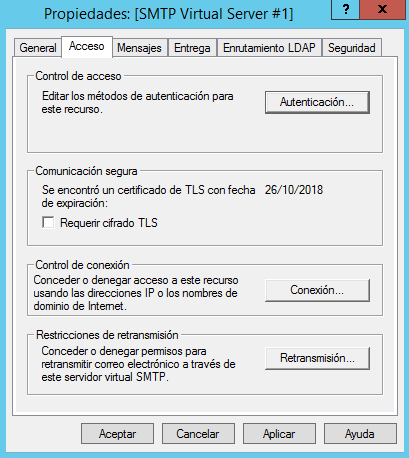 Propiedades: [SMTP Virtual Server #1]
? x
General Acceso Mensajes Entrega Enrutamiento LDAP Seguridad
Control de acceso
Editar los métodos de autenticación para
este recurso.
Autenticación...
Comunicación segura
Se encontró un certificado de TLS con fecha
de expiración:
26/10/2018
Requerir cifrado TLS
Control de conexión
Conceder o denegar acceso a este recurso
usando las direcciones IP o los nombres de
dominio de Internet.
Conexión...
Restricciones de retransmisión
Conceder o denegar permisos para
retransmitir correo electrónico a través de
este servidor virtual SMTP.
Retransmisión...
Aceptar Cancelar Aplicar Ayuda